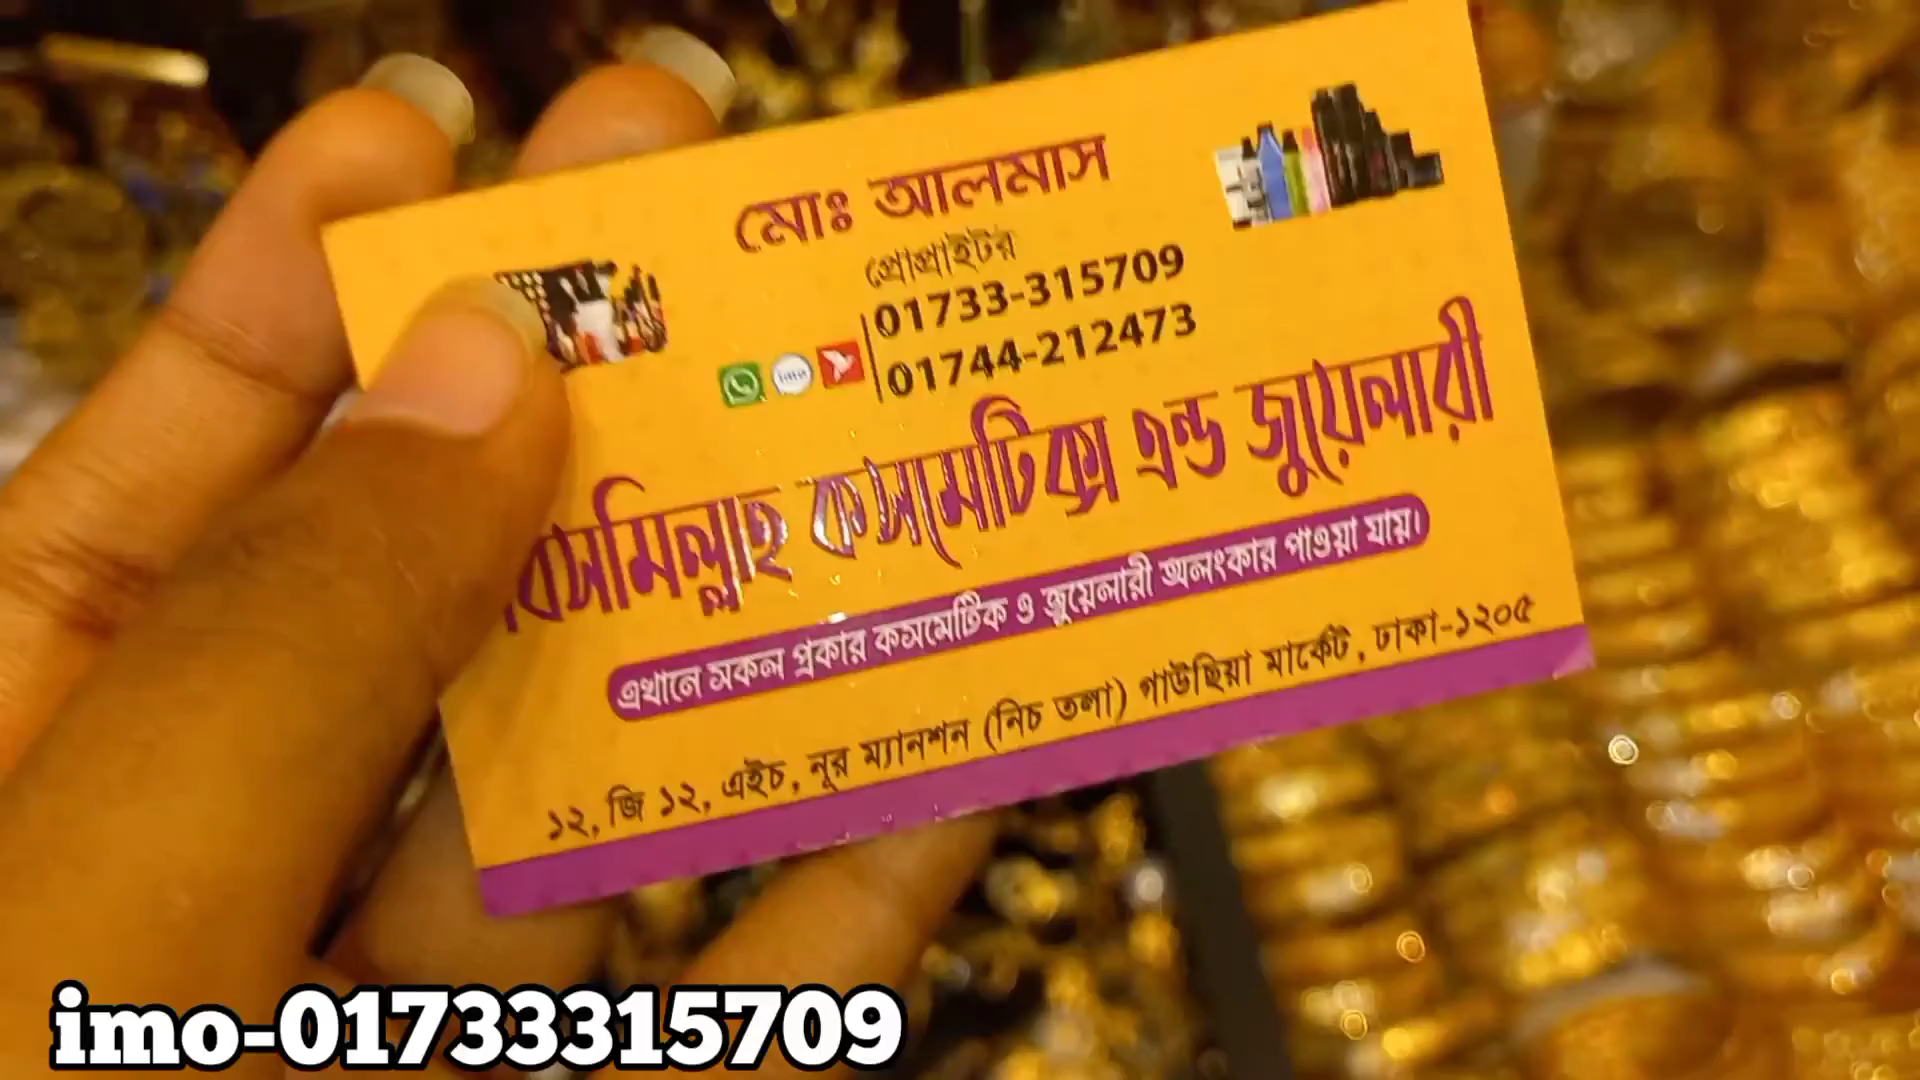 মোঃ আলমাস
প্রোপ্রাইটর
01733-315709
imo
01744-212473
বিসমিল্লাহ কসমেটিক্স এন্ড জুয়েলারী
এখানে সকল প্রকার কসমেটিক ও জুয়েলারী অলংকার পাওয়া যায়।
১২, জি ১২, এইচ, নূর ম্যানশন (নিচ তলা) গাউছিয়া মার্কেট, ঢাকা-১২০৫
imo-01733315709